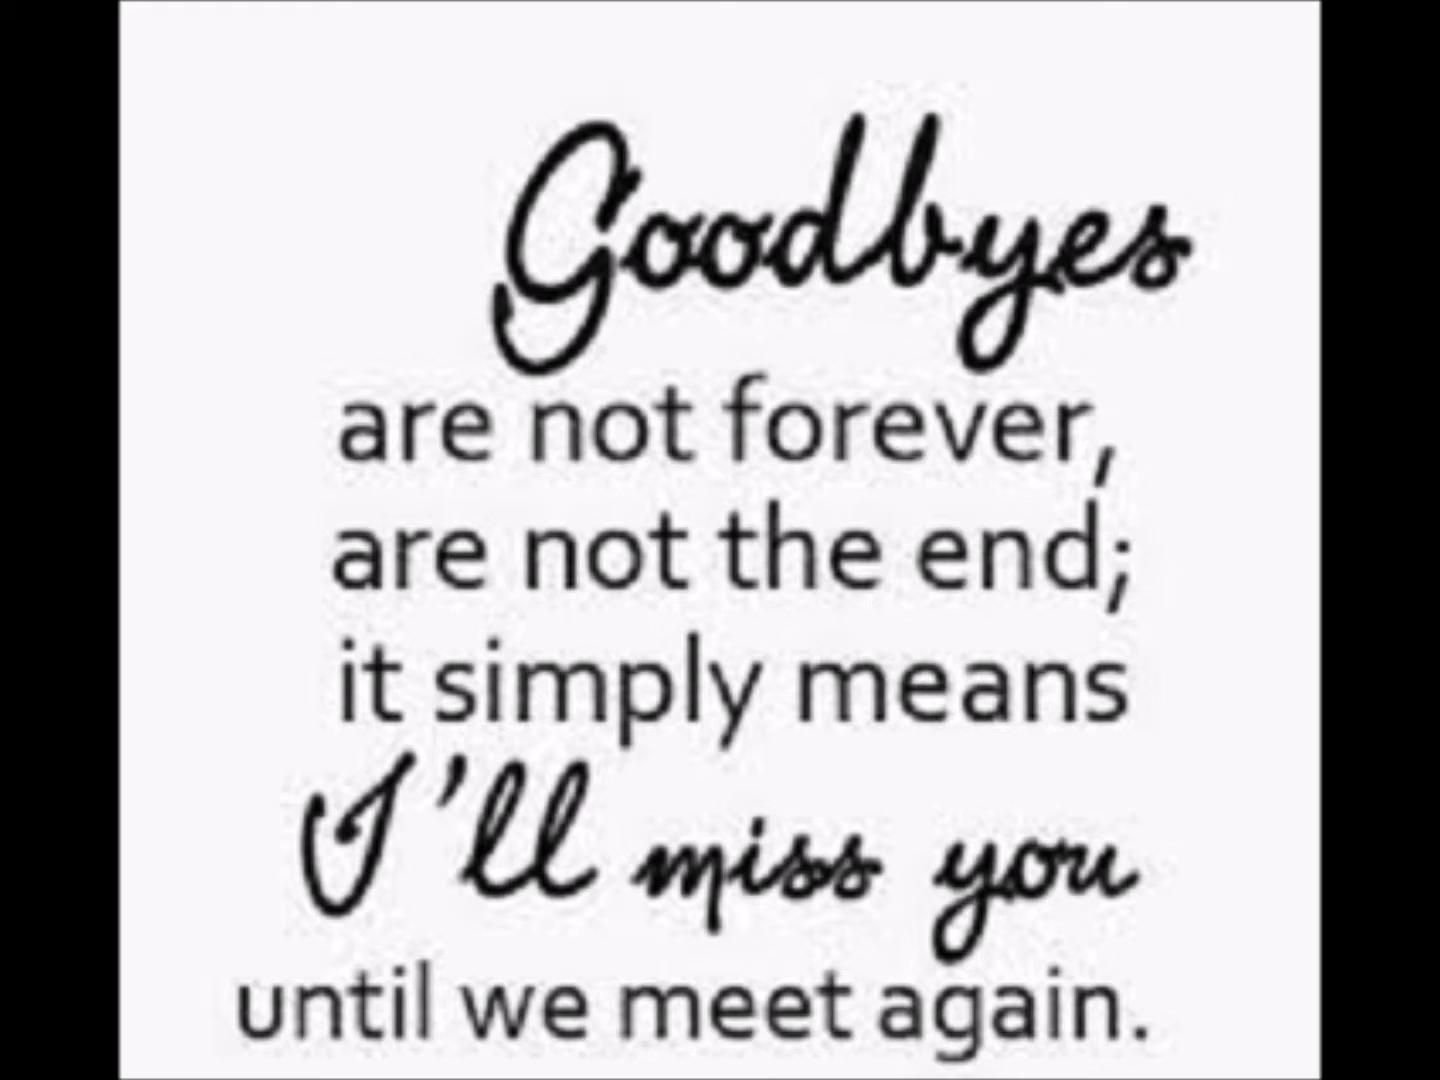 Goodbyes
are not forever,
are not the end;
it simply means
I'll miss you
until we meet again.